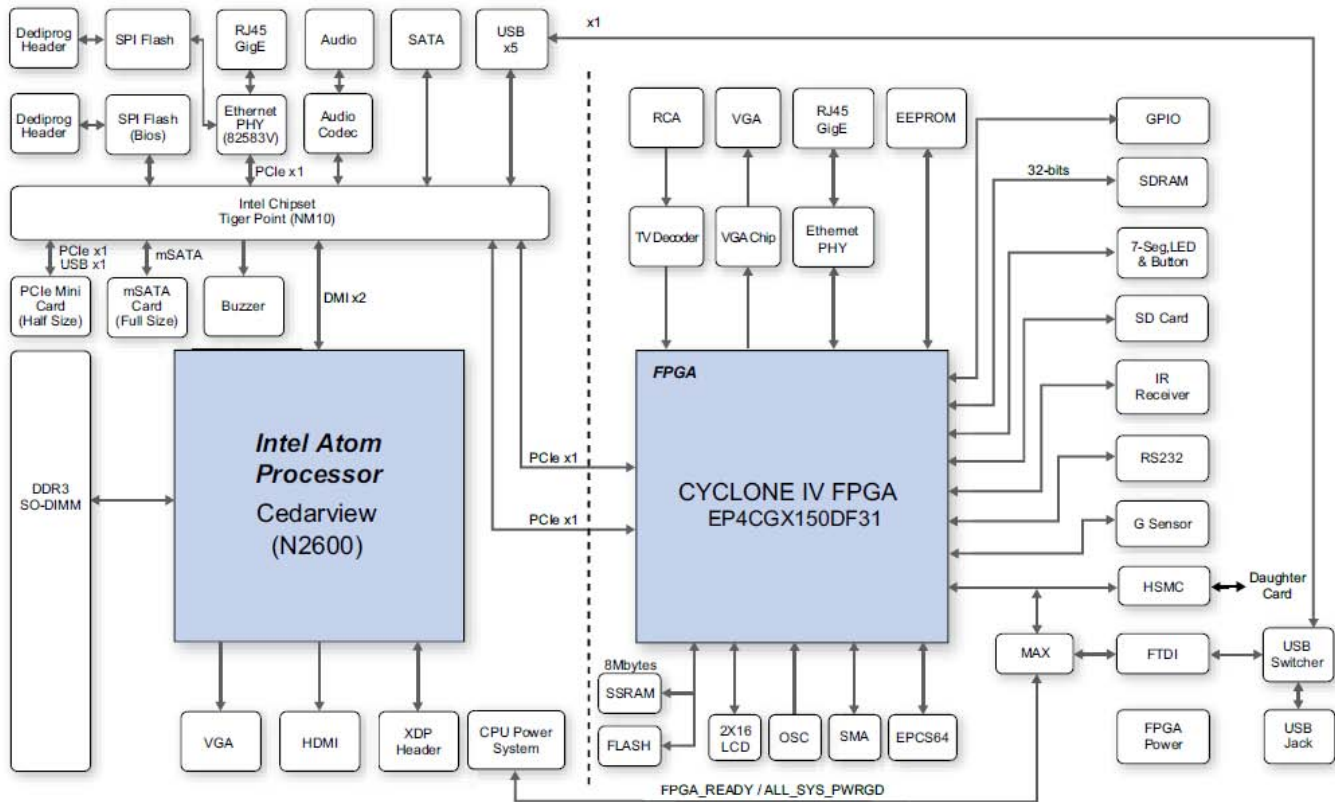 Dediprog
Header
SPI Flash
RJ45
GigE
Audio
SATA
USB
x5
x1
Dediprog
Header
SPI Flash
(Bios)
Ethernet
PHY
(82583V)
Audio
Codec
PCIe x1
Intel Chipset
Tiger Point (NM10)
PCIe x1
USB x1
mSATA
PCIe Mini
Card
(Half Size)
mSATA
Card
(Full Size)
Buzzer
DMI x2
DDR3
SO-DIMM
Intel Atom
Processor
Cedarview
(N2600)
VGA
HDMI
XDP
Header
CPU Power
System
PCIe x1
PCIe x1
RCA
VGA
RJ45
GigE
EEPROM
TV Decoder
VGA Chip
Ethernet
PHY
FPGA
CYCLONE IV FPGA
EP4CGX150DF31
8Mbytes
SSRAM
FLASH
2X16
LCD
OSC
SMA
EPCS64
GPIO
32-bits
SDRAM
7-Seg,LED
& Button
SD Card
IR
Receiver
RS232
G Sensor
HSMC
Daughter
Card
MAX
FTDI
USB
Switcher
FPGA
Power
USB
Jack
FPGA_READY / ALL_SYS_PWRGD